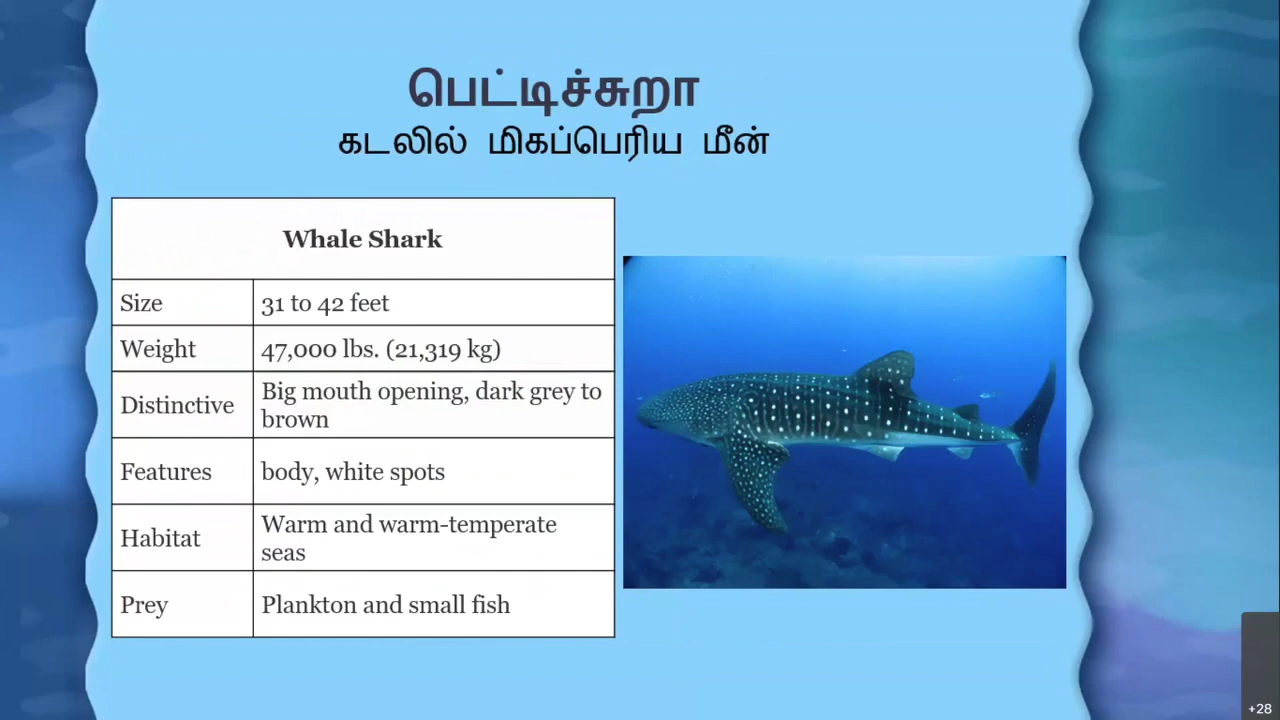 பெட்டிச்சுறா
கடலில் மிகப்பெரிய மீன்
Whale Shark
Size 31 to 42 feet
Weight 47,000 lbs. (21,319 kg)
Distinctive Big mouth opening, dark grey to
brown
Features body, white spots
Habitat Warm and warm-temperate
seas
Prey Plankton and small fish
+28